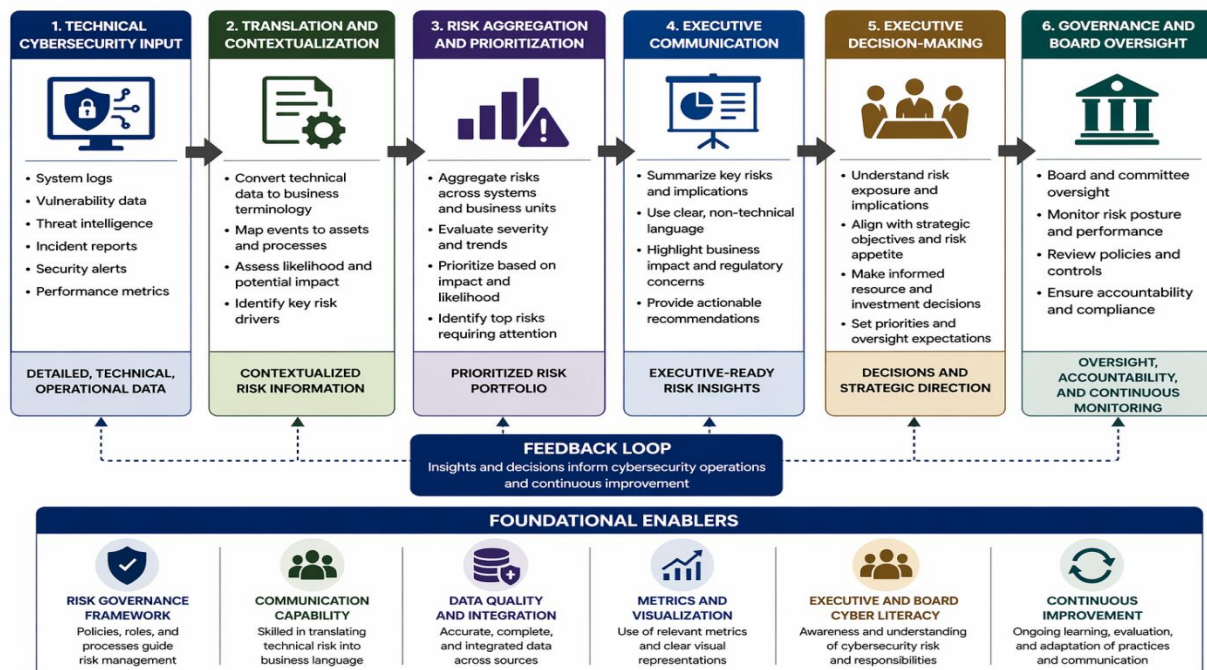 1. TECHNICAL
CYBERSECURITY INPUT
• System logs
• Vulnerability data
• Threat intelligence
• Incident reports
• Security alerts
• Performance metrics
DETAILED, TECHNICAL,
OPERATIONAL DATA
2. TRANSLATION AND
CONTEXTUALIZATION
• Convert technical
data to business
terminology
• Map events to assets
and processes
• Assess likelihood and
potential impact
• Identify key risk
drivers
CONTEXTUALIZED
RISK INFORMATION
3. RISK AGGREGATION
AND PRIORITIZATION
• Aggregate risks
across systems
and business units
• Evaluate severity
and trends
• Prioritize based on
impact and
likelihood
• Identify top risks
requiring attention
PRIORITIZED RISK
PORTFOLIO
4. EXECUTIVE
COMMUNICATION
• Summarize key risks
and implications
• Use clear, non-technical
language
• Highlight business
impact and regulatory
concerns
• Provide actionable
recommendations
EXECUTIVE-READY
RISK INSIGHTS
5. EXECUTIVE
DECISION-MAKING
• Understand risk
exposure and
implications
• Align with strategic
objectives and risk
appetite
• Make informed
resource and
investment decisions
• Set priorities and
oversight expectations
DECISIONS AND
STRATEGIC DIRECTION
6. GOVERNANCE AND
BOARD OVERSIGHT
• Board and committee
oversight
• Monitor risk posture
and performance
• Review policies and
controls
• Ensure accountability
and compliance
OVERSIGHT,
ACCOUNTABILITY,
AND CONTINUOUS
MONITORING
FEEDBACK LOOP
Insights and decisions inform cybersecurity operations
and continuous improvement
FOUNDATIONAL ENABLERS
RISK GOVERNANCE
FRAMEWORK
Policies, roles, and
processes guide
risk management
COMMUNICATION
CAPABILITY
Skilled in translating
technical risk into
business language
DATA QUALITY
AND INTEGRATION
Accurate, complete,
and integrated data
across sources
METRICS AND
VISUALIZATION
Use of relevant metrics
and clear visual
representations
EXECUTIVE AND BOARD
CYBER LITERACY
Awareness and understanding
of cybersecurity risk
and responsibilities
CONTINUOUS
IMPROVEMENT
Ongoing learning, evaluation,
and adaptation of practices
and communication